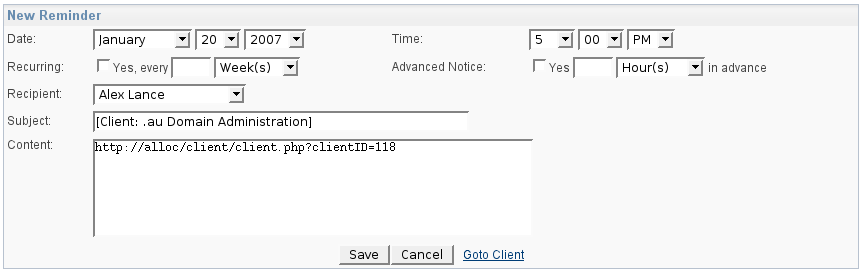 New Reminder
Date: January 20 2007 Time: 5 00 PM
Recurring: Yes, every Week(s) Advanced Notice: Yes Hour(s) in advance
Recipient: Alex Lance
Subject: [Client: .au Domain Administration]
Content: http://alloc/client/client.php?clientID=118
Save Cancel Goto Client